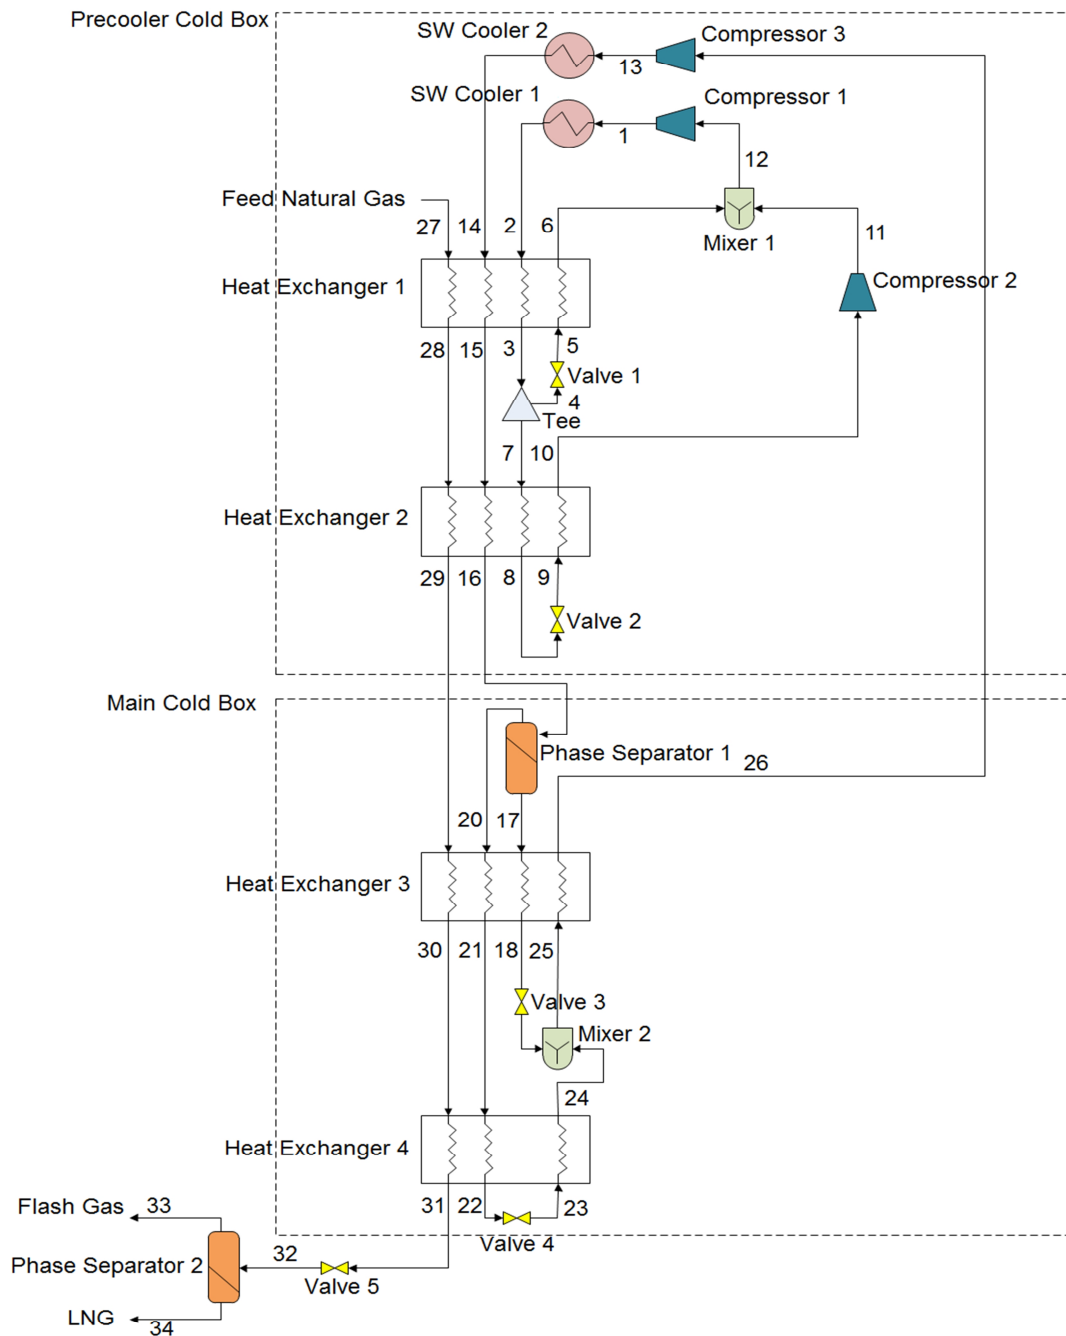 Precooler Cold Box
SW Cooler 2
Compressor 3
13
SW Cooler 1
Compressor 1
1
12
Feed Natural Gas
27
14
2
6
Mixer 1
11
Heat Exchanger 1
Compressor 2
28
15
3
5
Valve 1
4
Tee
7
10
Heat Exchanger 2
29
16
8
9
Valve 2
Main Cold Box
Phase Separator 1
26
20
17
Heat Exchanger 3
30
21
18
25
Valve 3
Mixer 2
24
Heat Exchanger 4
31
22
23
Flash Gas
33
Valve 4
Phase Separator 2
32
Valve 5
LNG
34